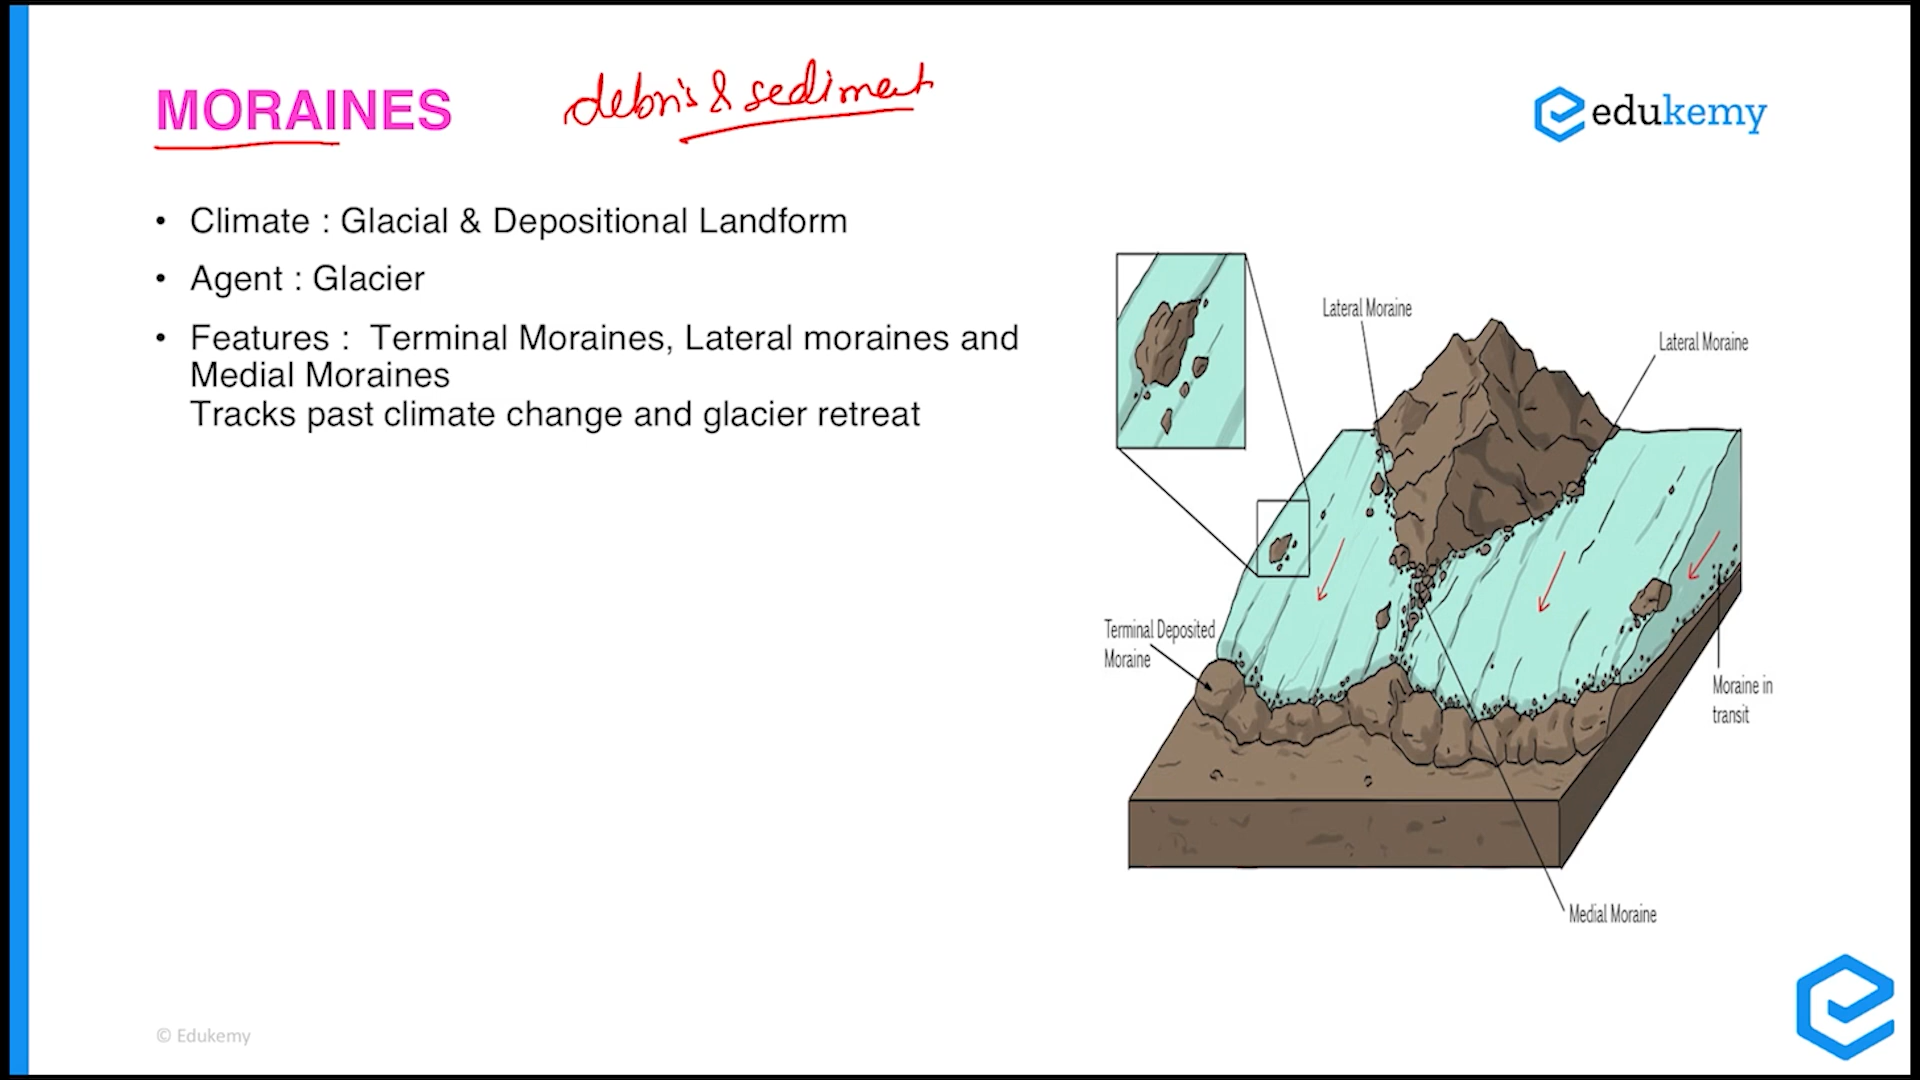 MORAINES
debris & sediment
edukemy
• Climate : Glacial & Depositional Landform
• Agent : Glacier
• Features : Terminal Moraines, Lateral moraines and
Medial Moraines
Tracks past climate change and glacier retreat
Lateral Moraine
Lateral Moraine
Terminal Deposited
Moraine
Moraine in
transit
Medial Moraine
© Edukemy